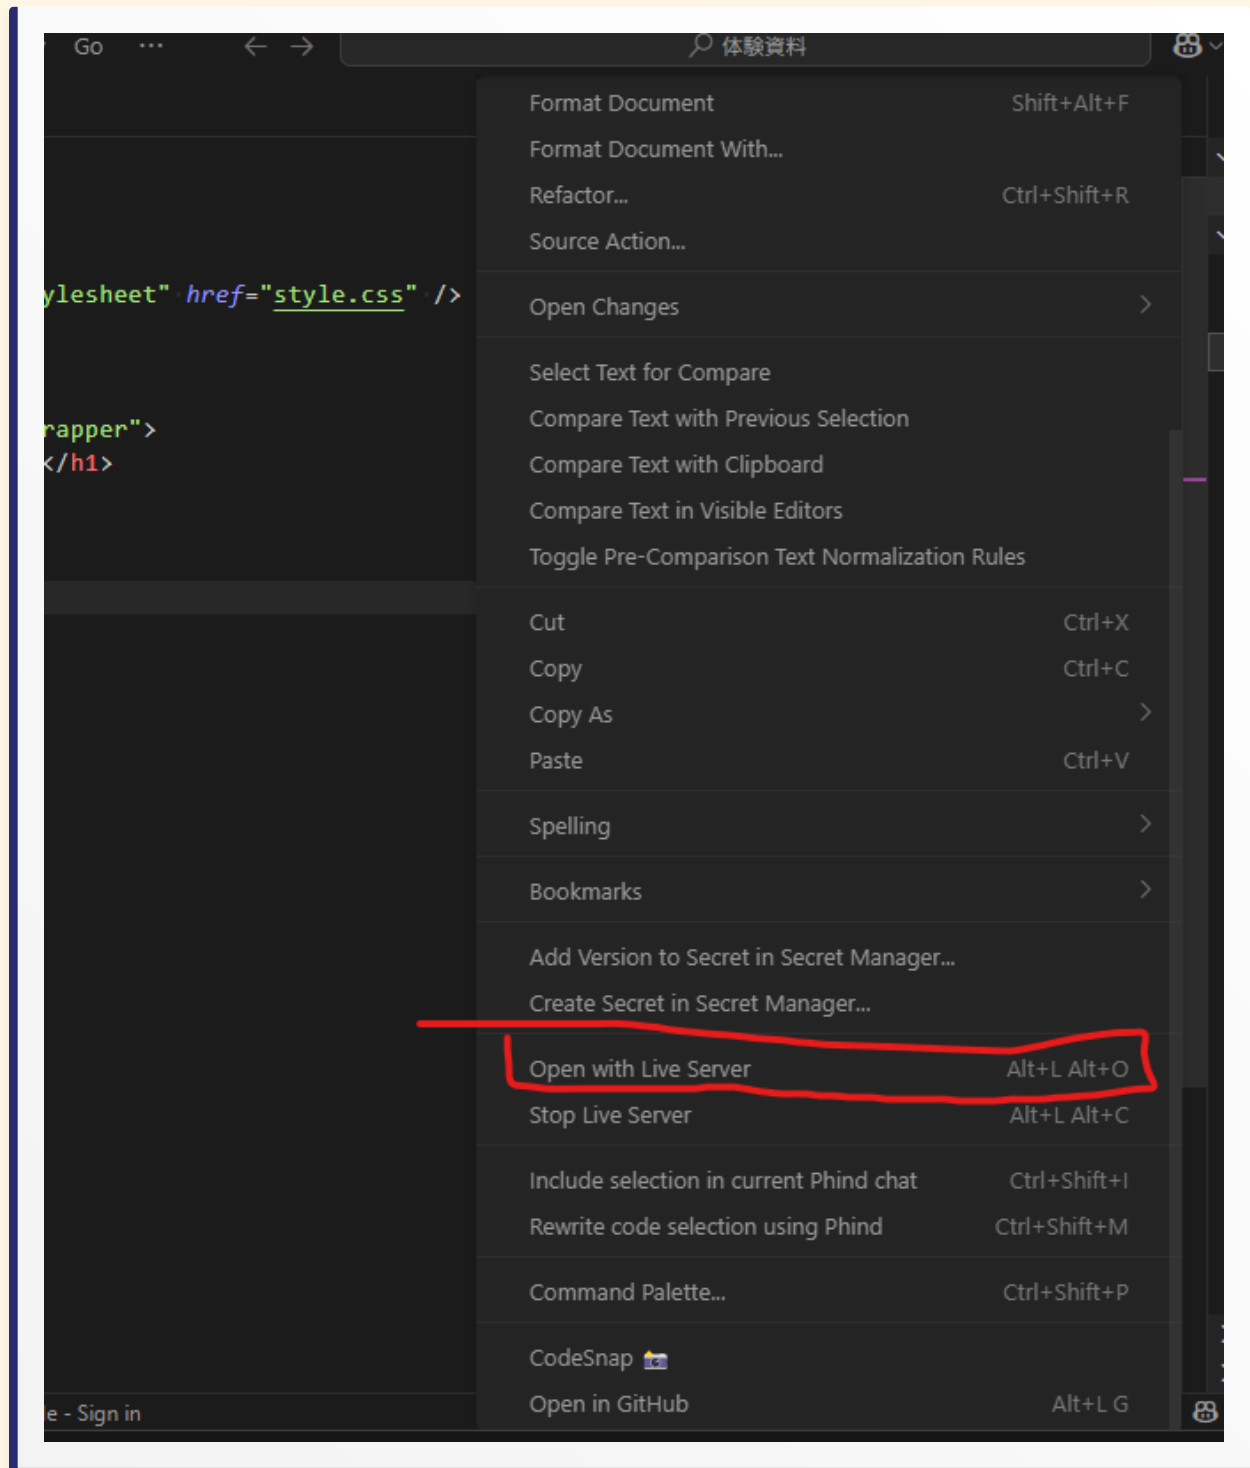 Go ...
体験資料
Format Document Shift+Alt+F
Format Document With...
Refactor... Ctrl+Shift+R
Source Action...
ylesheet" href="style.css" />
Open Changes
Select Text for Compare
Compare Text with Previous Selection
rapper">
</h1>
Compare Text with Clipboard
Compare Text in Visible Editors
Toggle Pre-Comparison Text Normalization Rules
Cut Ctrl+X
Copy Ctrl+C
Copy As
Paste Ctrl+V
Spelling
Bookmarks
Add Version to Secret in Secret Manager...
Create Secret in Secret Manager...
Open with Live Server Alt+L Alt+O
Stop Live Server Alt+L Alt+C
Include selection in current Phind chat Ctrl+Shift+I
Rewrite code selection using Phind Ctrl+Shift+M
Command Palette... Ctrl+Shift+P
CodeSnap 📸
Open in GitHub Alt+L G
e - Sign in